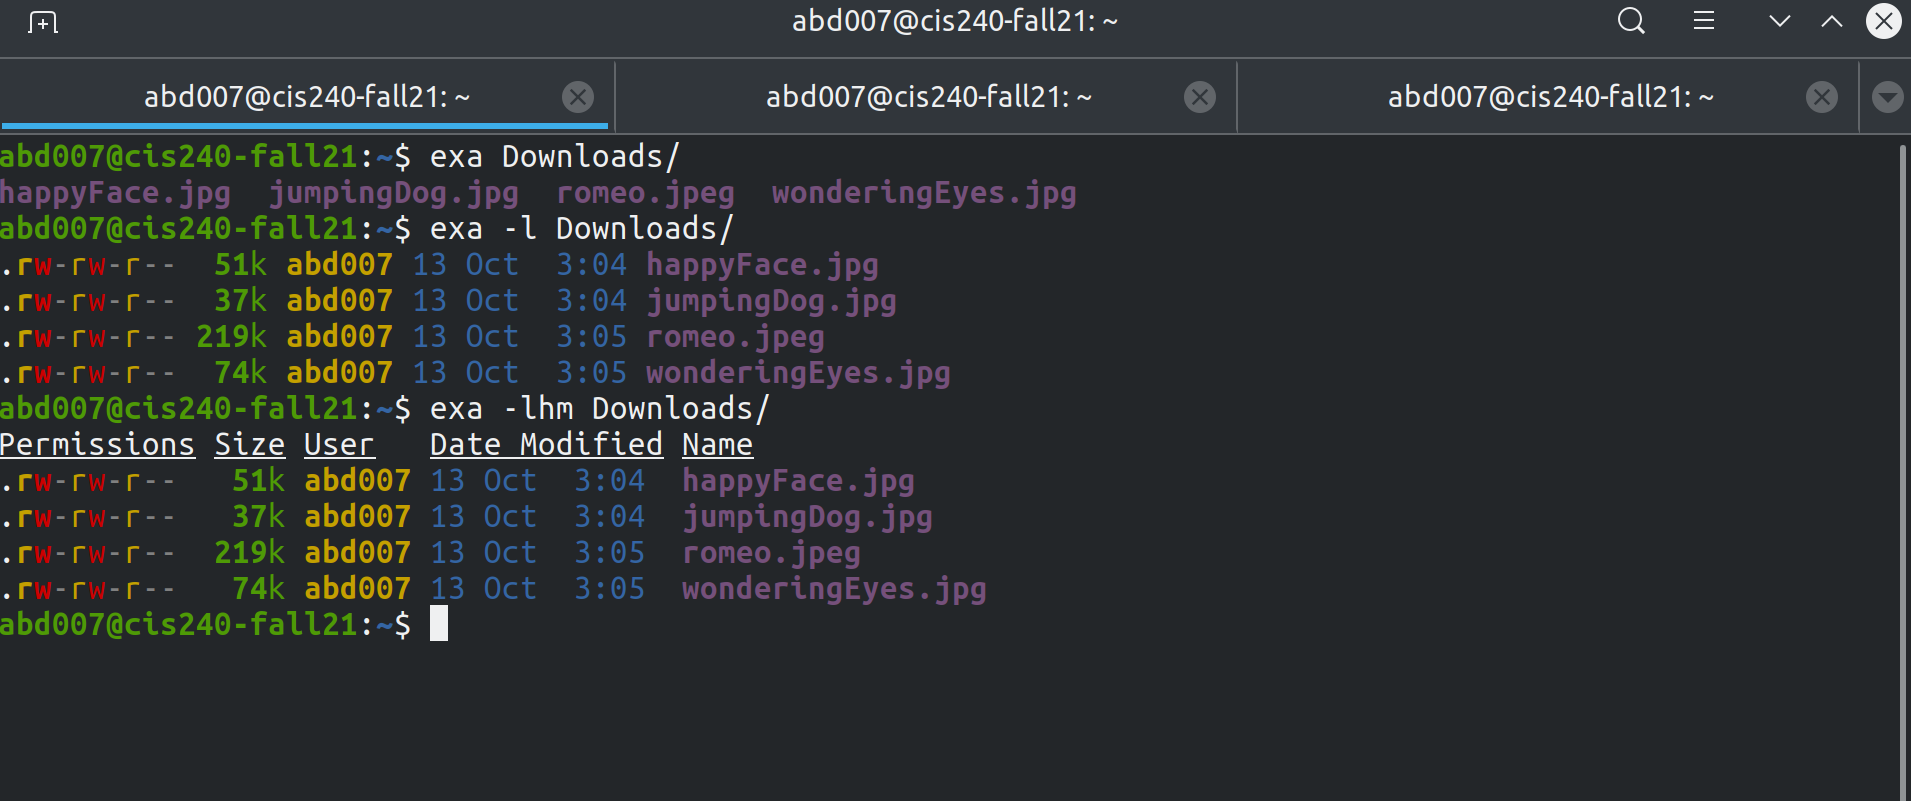 abd007@cis240-fall21: ~
abd007@cis240-fall21: ~ abd007@cis240-fall21: ~ abd007@cis240-fall21: ~
abd007@cis240-fall21:~$ exa Downloads/
happyFace.jpg  jumpingDog.jpg  romeo.jpeg  wonderingEyes.jpg
abd007@cis240-fall21:~$ exa -l Downloads/
.rw-rw-r--  51k abd007 13 Oct  3:04 happyFace.jpg
.rw-rw-r--  37k abd007 13 Oct  3:04 jumpingDog.jpg
.rw-rw-r-- 219k abd007 13 Oct  3:05 romeo.jpeg
.rw-rw-r--  74k abd007 13 Oct  3:05 wonderingEyes.jpg
abd007@cis240-fall21:~$ exa -lhm Downloads/
Permissions Size User   Date Modified Name
.rw-rw-r--   51k abd007 13 Oct  3:04  happyFace.jpg
.rw-rw-r--   37k abd007 13 Oct  3:04  jumpingDog.jpg
.rw-rw-r--  219k abd007 13 Oct  3:05  romeo.jpeg
.rw-rw-r--   74k abd007 13 Oct  3:05  wonderingEyes.jpg
abd007@cis240-fall21:~$